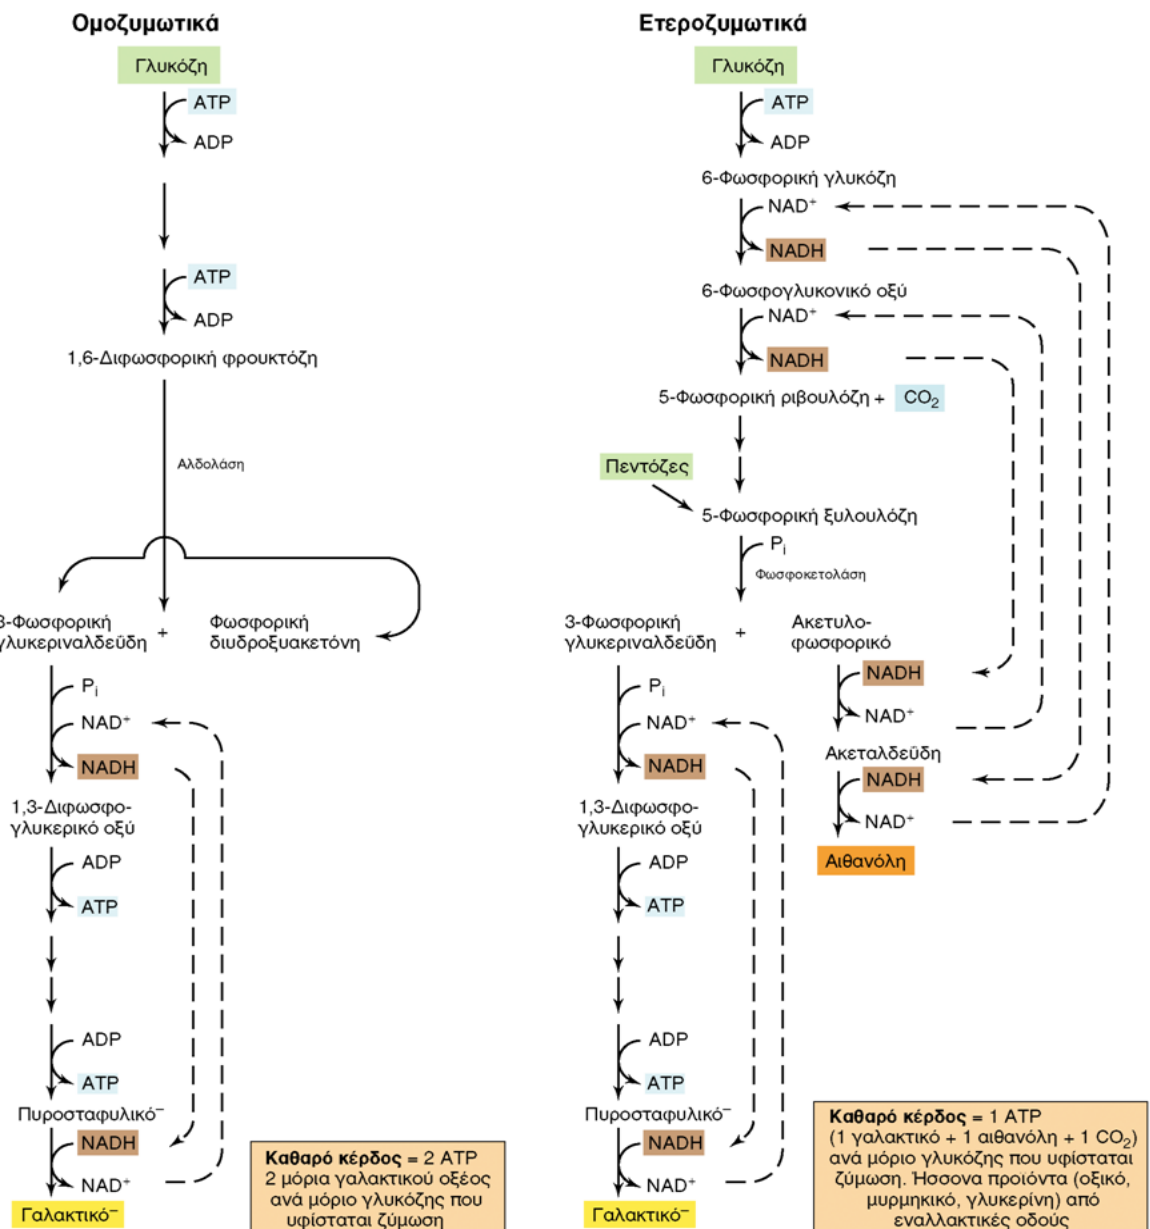 Ομοζυμωτικά
Γλυκόζη
ATP
ADP
ATP
ADP
1,6-Διφωσφορική φρουκτόζη
Αλδολάση
3-Φωσφορική
γλυκεριναλδεΰδη
+
Φωσφορική
διυδροξυακετόνη
Pi
NAD+
NADH
1,3-Διφωσφο-
γλυκερικό οξύ
ADP
ATP
ADP
ATP
Πυροσταφυλικό−
NADH
NAD+
Γαλακτικό−
Καθαρό κέρδος = 2 ATP
2 μόρια γαλακτικού οξέος
ανά μόριο γλυκόζης που
υφίσταται ζύμωση
Ετεροζυμωτικά
Γλυκόζη
ATP
ADP
6-Φωσφορική γλυκόζη
NAD+
NADH
6-Φωσφογλυκονικό οξύ
NAD+
NADH
5-Φωσφορική ριβουλόζη + CO2
Πεντόζες
5-Φωσφορική ξυλουλόζη
Pi
Φωσφοκετολάση
3-Φωσφορική
γλυκεριναλδεΰδη
+
Ακετυλο-
φωσφορικό
NADH
NAD+
Ακεταλδεΰδη
NADH
NAD+
Αιθανόλη
Pi
NAD+
NADH
1,3-Διφωσφο-
γλυκερικό οξύ
ADP
ATP
ADP
ATP
Πυροσταφυλικό−
NADH
NAD+
Γαλακτικό−
Καθαρό κέρδος = 1 ATP
(1 γαλακτικό + 1 αιθανόλη + 1 CO2)
ανά μόριο γλυκόζης που υφίσταται
ζύμωση. Ήσσονα προϊόντα (οξικό,
μυρμηκικό, γλυκερίνη) από
εναλλακτικές οδούς